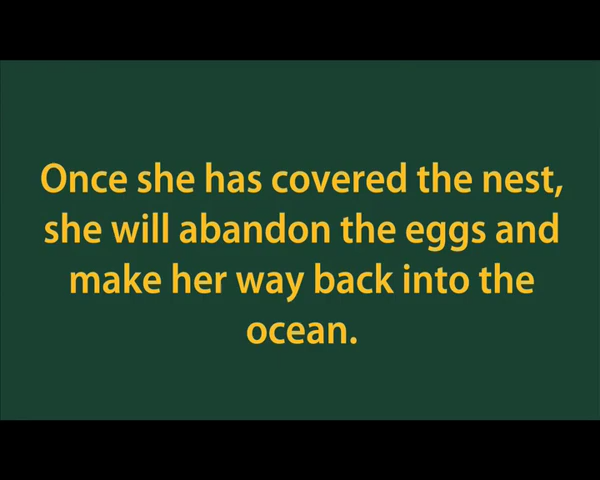 Once she has covered the nest,
she will abandon the eggs and
make her way back into the
ocean.